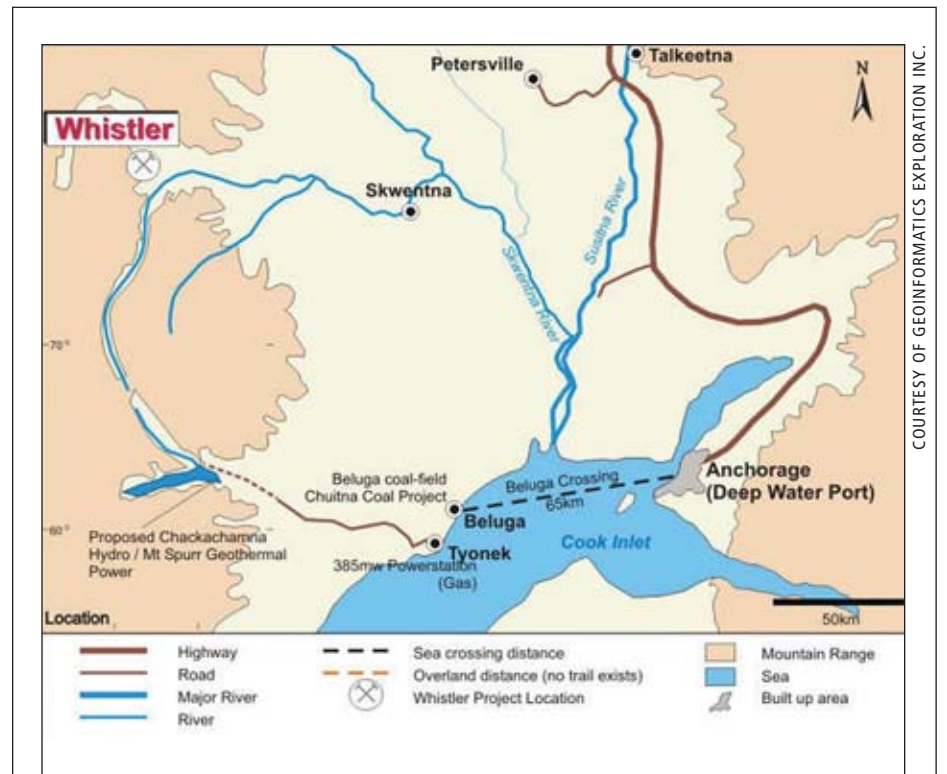 Petersville
Talkeetna
N
Whistler
Skwentna
Susitna River
Skwentna River
70°
Beluga coal-field
Chuitna Coal Project
Beluga Crossing
65km
Anchorage
(Deep Water Port)
Beluga
60°
Proposed Chackachamna
Hydro / Mt Spurr Geothermal
Power
Tyonek
385mw Powerstation
(Gas)
Cook Inlet
Location
50km
Highway
Road
Major River
River
Sea crossing distance
Overland distance (no trail exists)
Whistler Project Location
Mountain Range
Sea
Built up area
COURTESY OF GEOINFORMATICS EXPLORATION INC.